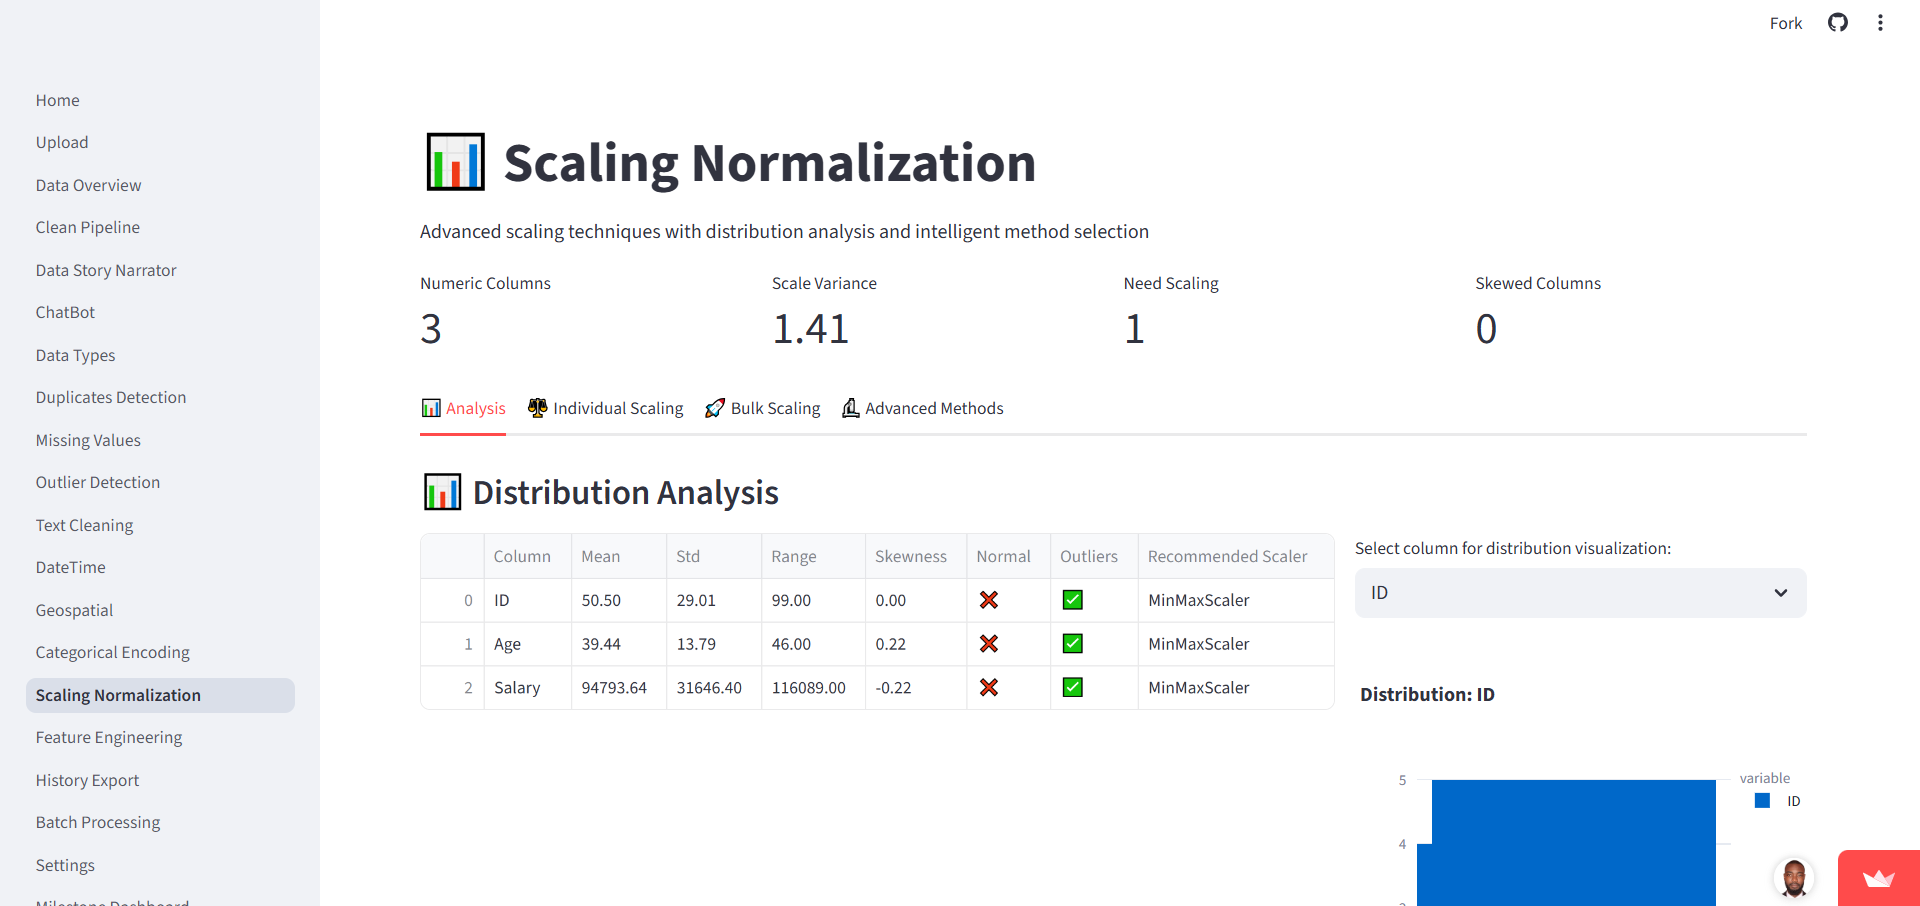 Fork
Home
Upload
Data Overview
Clean Pipeline
Data Story Narrator
ChatBot
Data Types
Duplicates Detection
Missing Values
Outlier Detection
Text Cleaning
DateTime
Geospatial
Categorical Encoding
Scaling Normalization
Feature Engineering
History Export
Batch Processing
Settings
Milestone Dashboard
Scaling Normalization
Advanced scaling techniques with distribution analysis and intelligent method selection
Numeric Columns Scale Variance Need Scaling Skewed Columns
3 1.41 1 0
Analysis Individual Scaling Bulk Scaling Advanced Methods
Distribution Analysis
Column Mean Std Range Skewness Normal Outliers Recommended Scaler
0 ID 50.50 29.01 99.00 0.00 MinMaxScaler
1 Age 39.44 13.79 46.00 0.22 MinMaxScaler
2 Salary 94793.64 31646.40 116089.00 -0.22 MinMaxScaler
Select column for distribution visualization:
ID
Distribution: ID
5
4
variable
ID